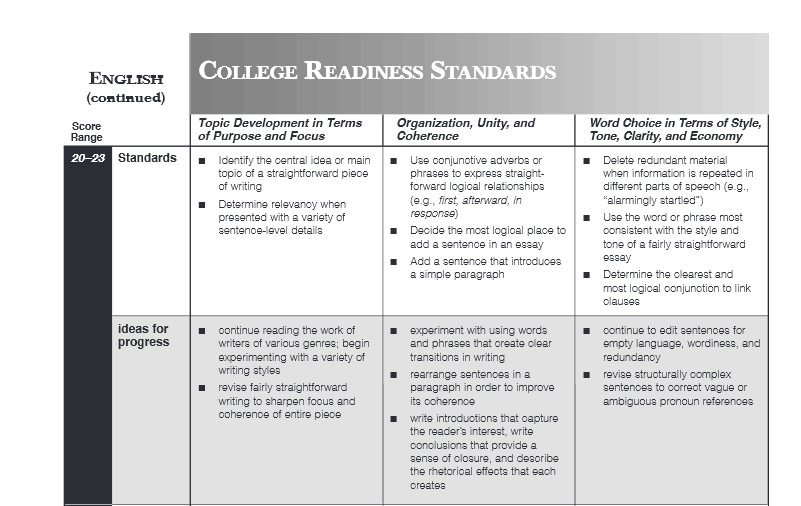 ENGLISH
(continued)
COLLEGE READINESS STANDARDS
Score
Range
Topic Development in Terms
of Purpose and Focus
Organization, Unity, and
Coherence
Word Choice in Terms of Style,
Tone, Clarity, and Economy
20–23
Standards
■ Identify the central idea or main
topic of a straightforward piece
of writing
■ Determine relevancy when
presented with a variety of
sentence-level details
■ Use conjunctive adverbs or
phrases to express straight-
forward logical relationships
(e.g., first, afterward, in
response)
■ Decide the most logical place to
add a sentence in an essay
■ Add a sentence that introduces
a simple paragraph
■ Delete redundant material
when information is repeated in
different parts of speech (e.g.,
“alarmingly startled”)
■ Use the word or phrase most
consistent with the style and
tone of a fairly straightforward
essay
■ Determine the clearest and
most logical conjunction to link
clauses
ideas for
progress
■ continue reading the work of
writers of various genres; begin
experimenting with a variety of
writing styles
■ revise fairly straightforward
writing to sharpen focus and
coherence of entire piece
■ experiment with using words
and phrases that create clear
transitions in writing
■ rearrange sentences in a
paragraph in order to improve
its coherence
■ write introductions that capture
the reader’s interest, write
conclusions that provide a
sense of closure, and describe
the rhetorical effects that each
creates
■ continue to edit sentences for
empty language, wordiness, and
redundancy
■ revise structurally complex
sentences to correct vague or
ambiguous pronoun references